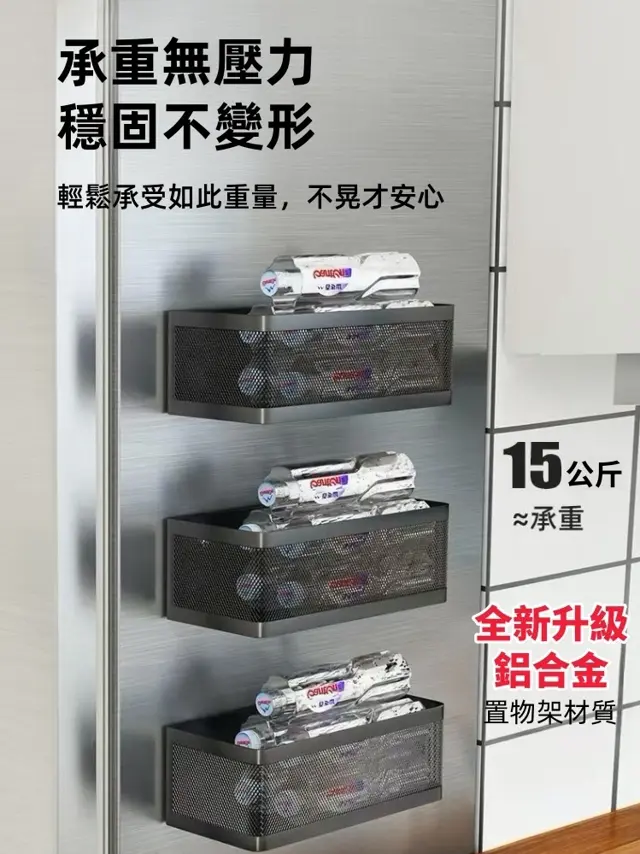 承重無壓力
穩固不變形
輕鬆承受如此重量，不晃才安心
15公斤
≈承重
全新升級
鋁合金
置物架材質